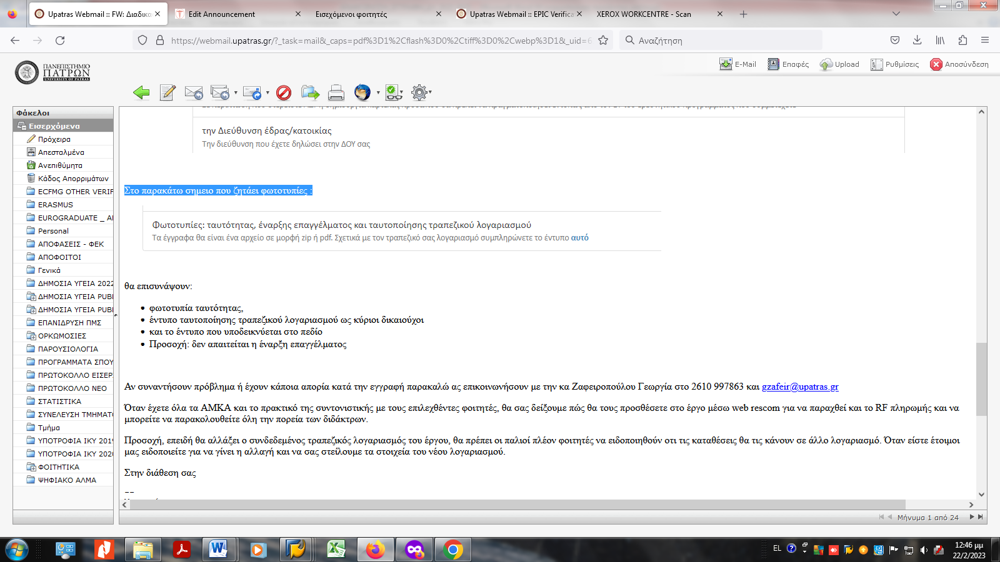 Upatras Webmail :: FW: Διαδικα
Edit Announcement
Εισεχόμενοι φοιτητές
Upatras Webmail :: EPIC Verifica
XEROX WORKCENTRE - Scan
https://webmail.upatras.gr/?_task=mail&_caps=pdf%3D1%2Cflash%3D0%2Ctiff%3D0%2Cwebp%3D1&_uid=6
Αναζήτηση
ΠΑΝΕΠΙΣΤΗΜΙΟ
ΠΑΤΡΩΝ
UNIVERSITY OF PATRAS
E-Mail
Επαφές
Upload
Ρυθμίσεις
Αποσύνδεση
Φάκελοι
Εισερχόμενα
Πρόχειρα
Απεσταλμένα
Ανεπιθύμητα
Κάδος Απορριμάτων
ECFMG OTHER VERIF
ERASMUS
EUROGRADUATE _ Al
Personal
ΑΠΟΦΑΣΕΙΣ - ΦΕΚ
ΑΠΟΦΟΙΤΟΙ
Γενικά
ΔΗΜΟΣΙΑ ΥΓΕΙΑ 2022
ΔΗΜΟΣΙΑ ΥΓΕΙΑ PUBI
ΔΗΜΟΣΙΑ ΥΓΕΙΑ PUBI
ΕΠΑΝΙΔΡΥΣΗ ΠΜΣ
ΟΡΚΩΜΟΣΙΕΣ
ΠΑΡΟΥΣΙΟΛΟΓΙΑ
ΠΡΟΓΡΑΜΜΑΤΑ ΣΠΟΥ
ΠΡΩΤΟΚΟΛΛΟ ΕΙΣΕΡ
ΠΡΩΤΟΚΟΛΛΟ ΝΕΟ
ΣΤΑΤΙΣΤΙΚΑ
ΣΥΝΕΛΕΥΣΗ ΤΜΗΜΑΤ
Τμήμα
ΥΠΟΤΡΟΦΙΑ ΙΚΥ 2019
ΥΠΟΤΡΟΦΙΑ ΙΚΥ 2020
ΦΟΙΤΗΤΙΚΑ
ΨΗΦΙΑΚΟ ΑΛΜΑ
την Διεύθυνση έδρας/κατοικίας
Την διεύθυνση που έχετε δηλώσει στην ΔΟΥ σας
Στο παρακάτω σημειο που ζητάει φωτοτυπίες :
Φωτοτυπίες: ταυτότητας, έναρξης επαγγέλματος και ταυτοποίησης τραπεζικού λογαριασμού
Τα έγγραφα θα είναι ένα αρχείο σε μορφή zip ή pdf. Σχετικά με τον τραπεζικό σας λογαριασμό συμπληρώνετε το έντυπο αυτό
θα επισυνάψουν:
• φωτοτυπία ταυτότητας,
• έντυπο ταυτοποίησης τραπεζικού λογαριασμού ως κύριοι δικαιούχοι
• και το έντυπο που υποδεικνύεται στο πεδίο
• Προσοχή: δεν απαιτείται η έναρξη επαγγέλματος
Αν συναντήσουν πρόβλημα ή έχουν κάποια απορία κατά την εγγραφή παρακαλώ ας επικοινωνήσουν με την κα Ζαφειροπούλου Γεωργία στο 2610 997863 και gzafeir@upatras.gr
Όταν έχετε όλα τα ΑΜΚΑ και το πρακτικό της συντονιστικής με τους επιλεχθέντες φοιτητές, θα σας δείξουμε πώς θα τους προσθέσετε στο έργο μέσω web rescom για να παραχθεί και το RF πληρωμής και να
μπορείτε να παρακολουθείτε όλη την πορεία των διδάκτρων.
Προσοχή, επειδή θα αλλάξει ο συνδεδεμένος τραπεζικός λογαριασμός του έργου, θα πρέπει οι παλιοί πλέον φοιτητές να ειδοποιηθούν οτι τις καταθέσεις θα τις κάνουν σε άλλο λογαριασμό. Όταν είστε έτοιμοι
μας ειδοποιείτε για να γίνει η αλλαγή και να σας στείλουμε τα στοιχεία του νέου λογαριασμού.
Στην διάθεση σας
--
Μήνυμα 1 από 24
EL
12:46 μμ
22/2/2023